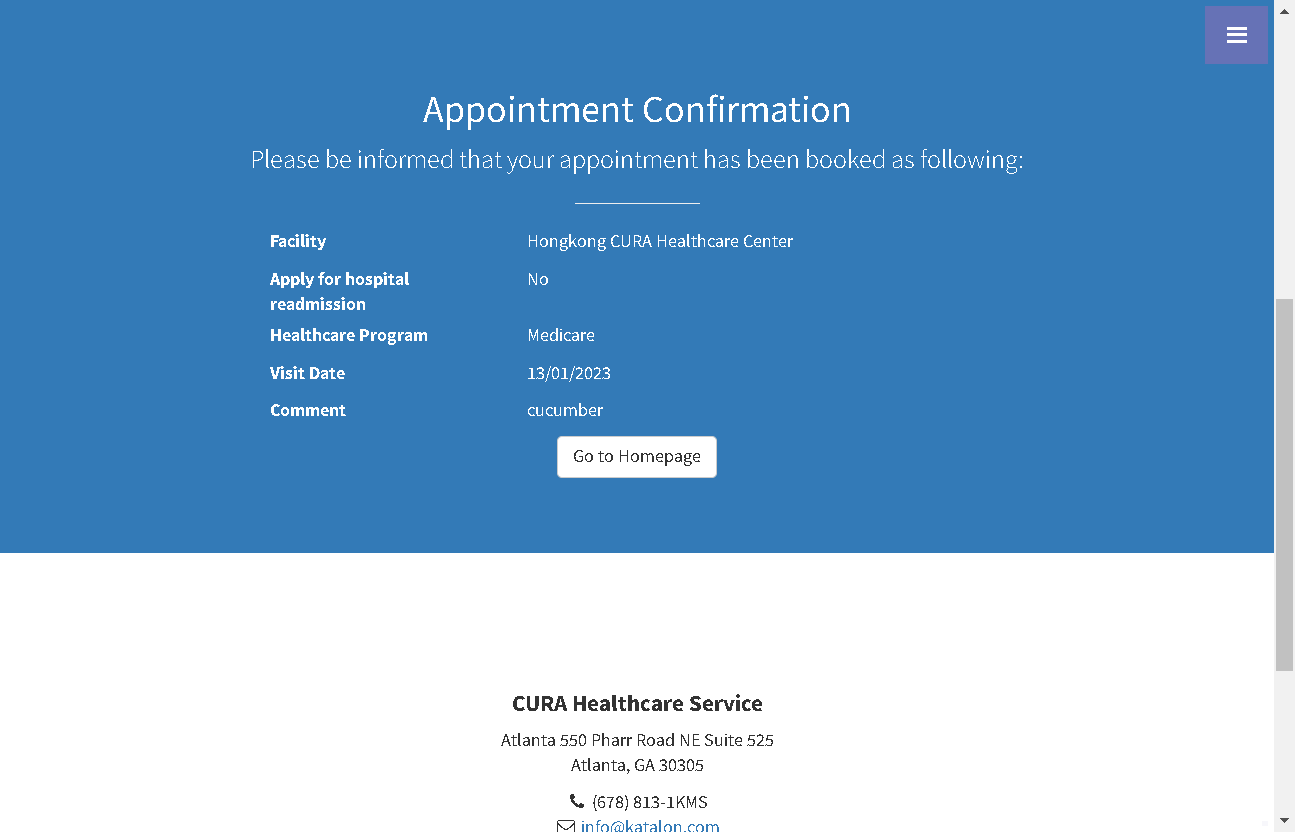 Appointment Confirmation
Please be informed that your appointment has been booked as following:
Facility Hongkong CURA Healthcare Center
Apply for hospital readmission No
Healthcare Program Medicare
Visit Date 13/01/2023
Comment cucumber
Go to Homepage
CURA Healthcare Service
Atlanta 550 Pharr Road NE Suite 525
Atlanta, GA 30305
(678) 813-1KMS
info@katalon.com